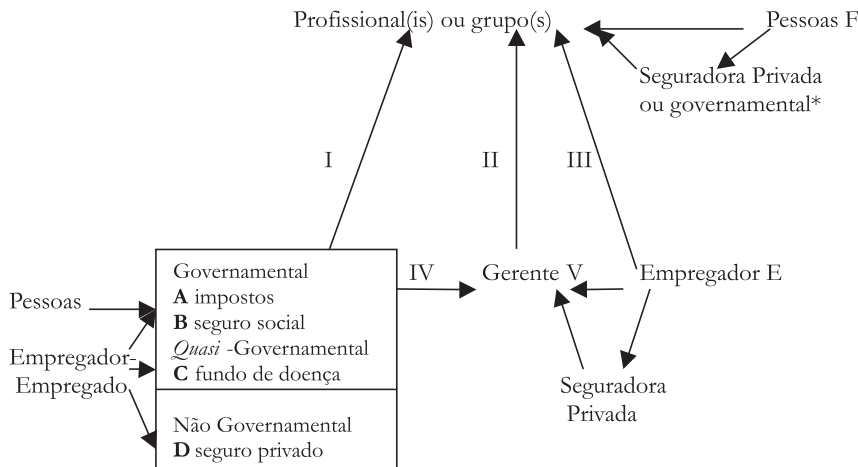 Profissional(is) ou grupo(s)
Pessoas F
Seguradora Privada
ou governamental*
I
II
III
Governamental
A impostos
B seguro social
Quasi -Governamental
C fundo de doença
Não Governamental
D seguro privado
Pessoas
Empregador-
Empregado
IV
Gerente V
Empregador E
Seguradora
Privada